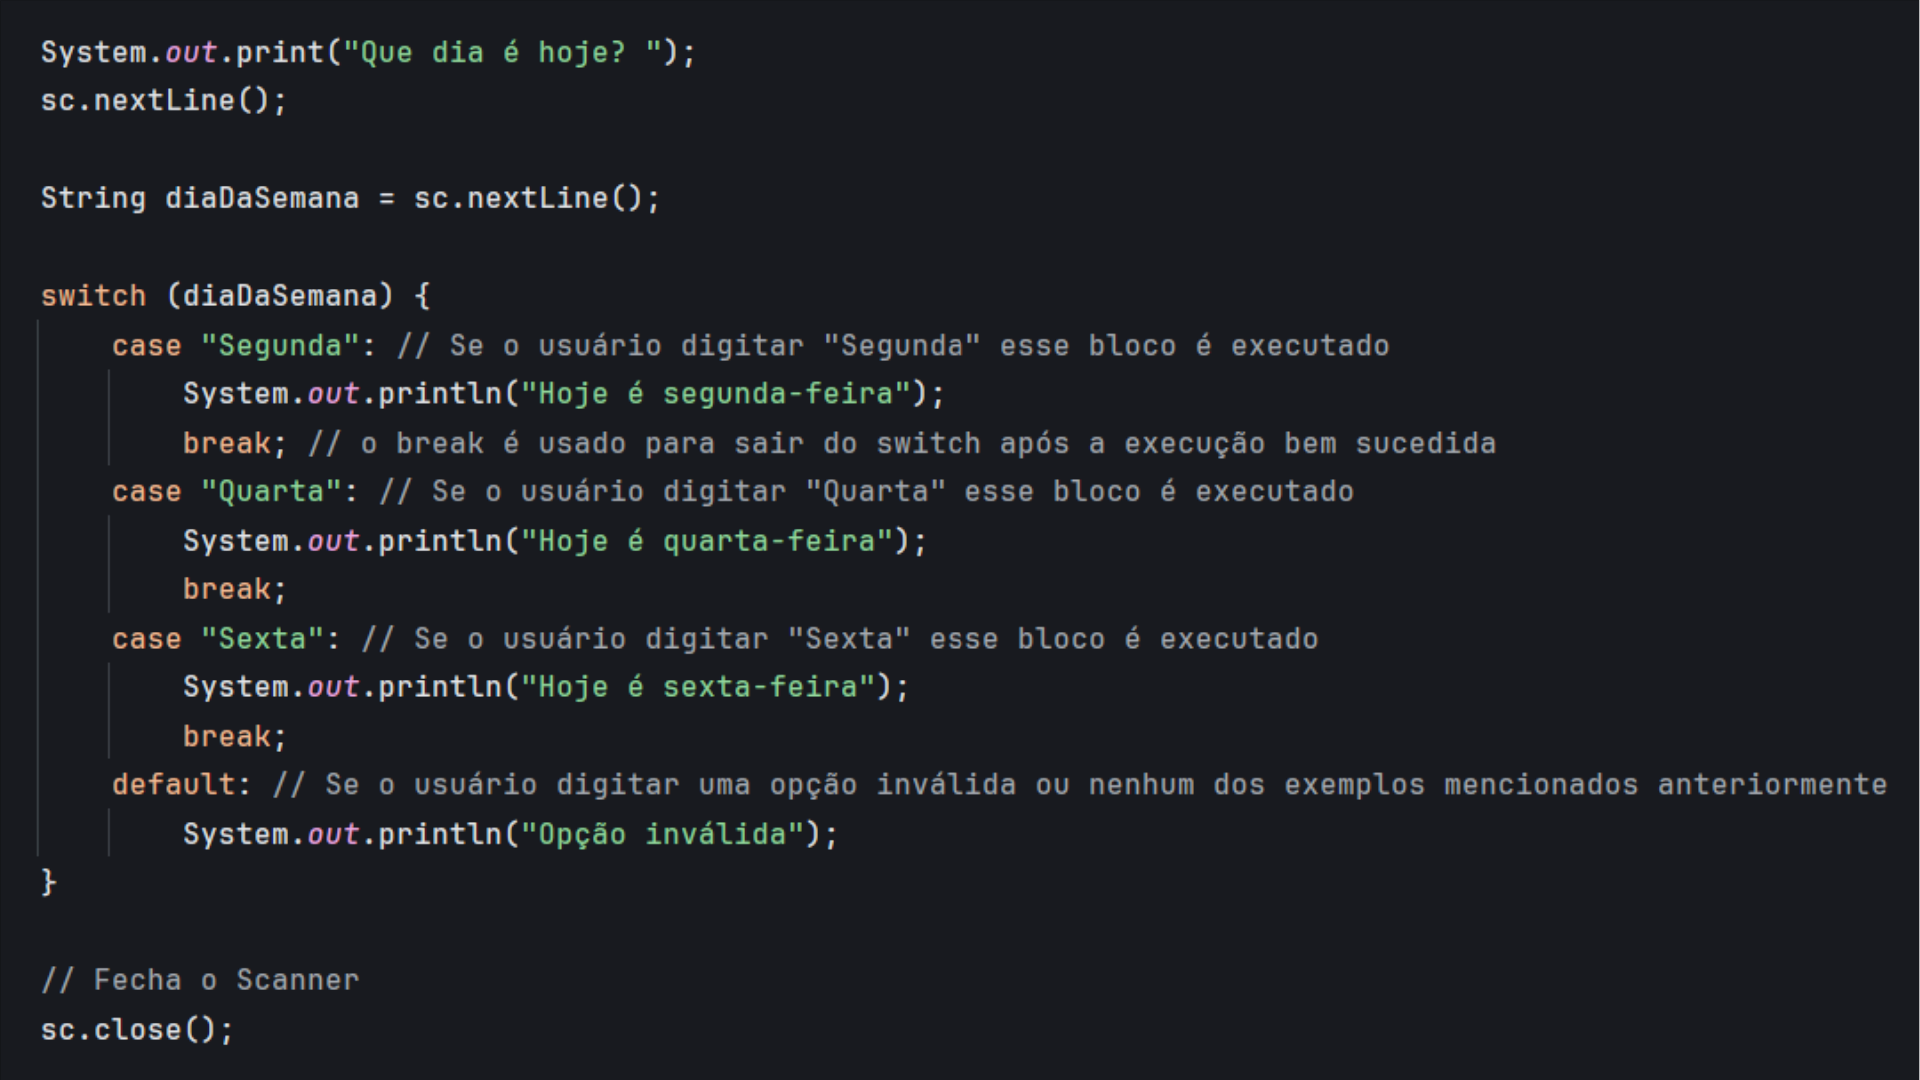 System.out.print("Que dia é hoje? ");
sc.nextLine();
String diaDaSemana = sc.nextLine();
switch (diaDaSemana) {
case "Segunda": // Se o usuário digitar "Segunda" esse bloco é executado
System.out.println("Hoje é segunda-feira");
break; // o break é usado para sair do switch após a execução bem sucedida
case "Quarta": // Se o usuário digitar "Quarta" esse bloco é executado
System.out.println("Hoje é quarta-feira");
break;
case "Sexta": // Se o usuário digitar "Sexta" esse bloco é executado
System.out.println("Hoje é sexta-feira");
break;
default: // Se o usuário digitar uma opção inválida ou nenhum dos exemplos mencionados anteriormente
System.out.println("Opção inválida");
}
// Fecha o Scanner
sc.close();